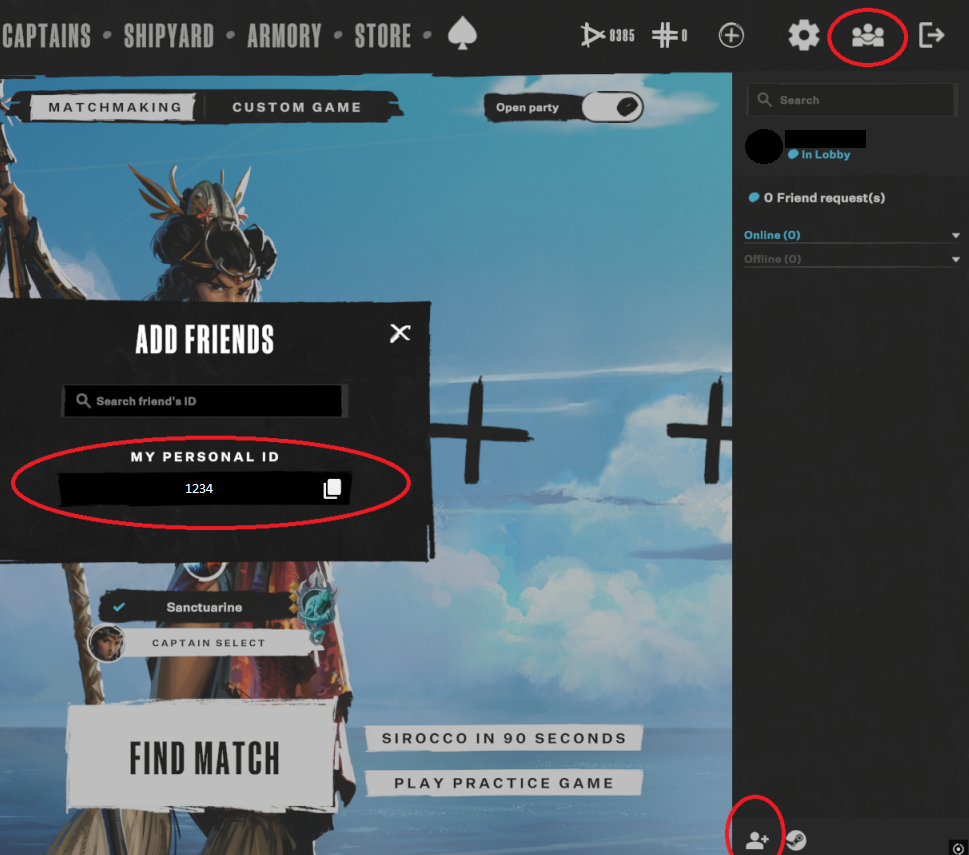 CAPTAINS • SHIPYARD • ARMORY • STORE •
8385
0
MATCHMAKING
CUSTOM GAME
Open party
Search
In Lobby
0 Friend request(s)
Online (0)
Offline (0)
ADD FRIENDS
Search friend's ID
MY PERSONAL ID
1234
Sanctuarine
CAPTAIN SELECT
FIND MATCH
SIROCCO IN 90 SECONDS
PLAY PRACTICE GAME